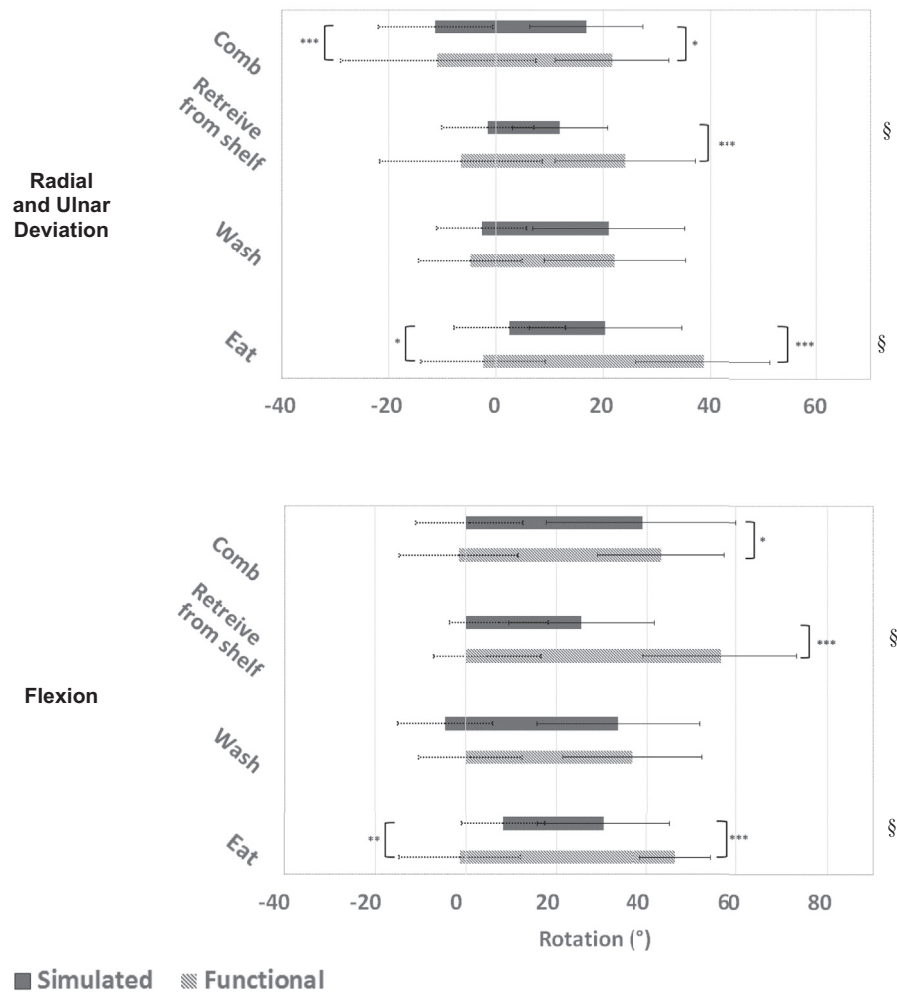 Radial
and Ulnar
Deviation
***
Comb
*
Retreive
from shelf
***
§
Wash
Eat
*
***
§
-40 -20 0 20 40 60
Flexion
Comb
*
Retreive
from shelf
***
§
Wash
Eat
**
***
§
-40 0 20 40 60 80
Rotation (°)
Simulated Functional